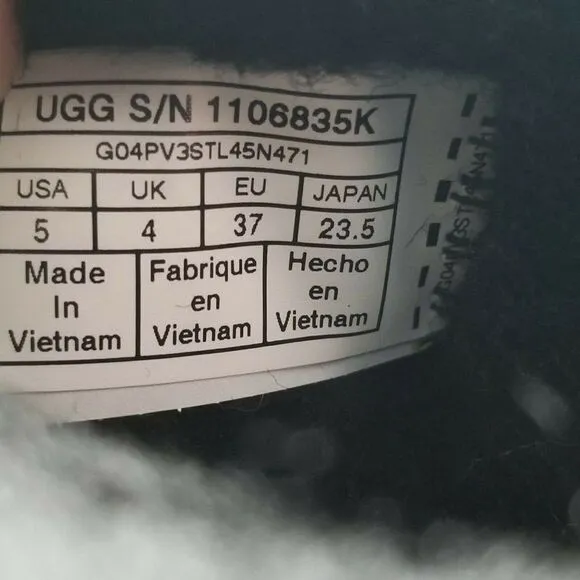 UGG S/N 1106835K
G04PV3STL45N471
USA UK EU JAPAN
5 4 37 23.5
Made Fabrique Hecho
In en en
Vietnam Vietnam Vietnam